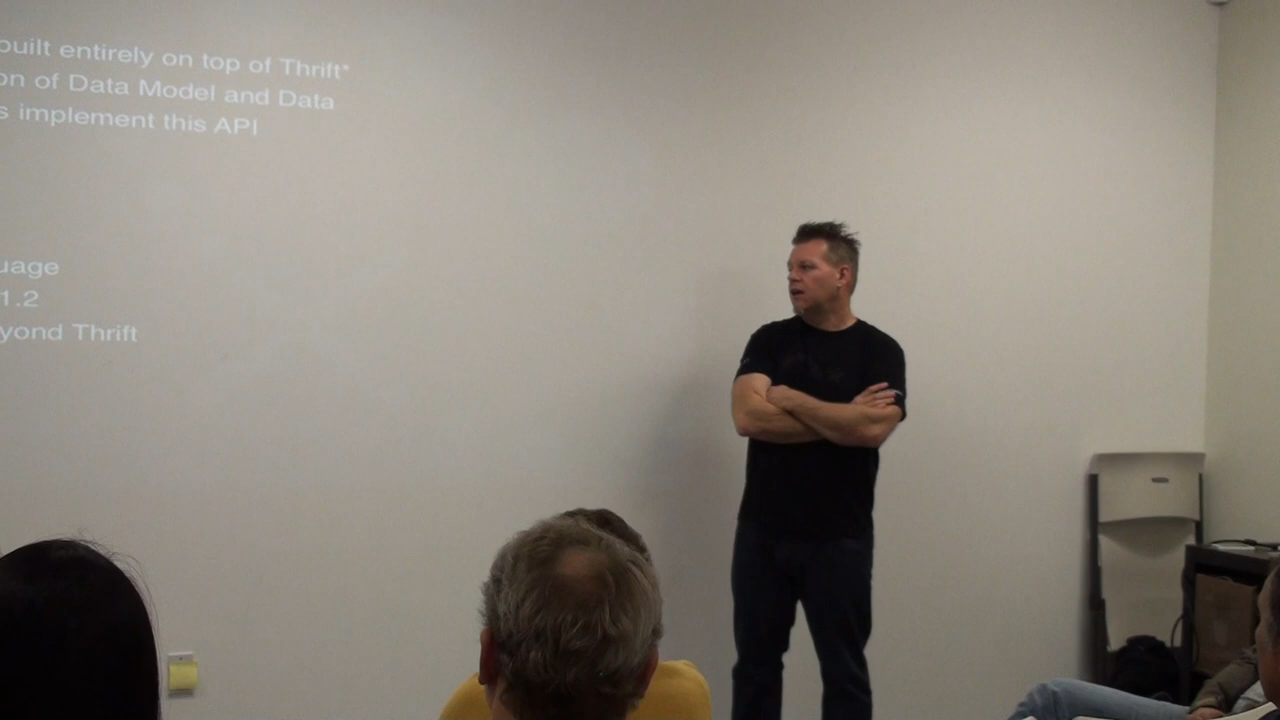 built entirely on top of Thrift*
on of Data Model and Data
s implement this API
uage
1.2
yond Thrift